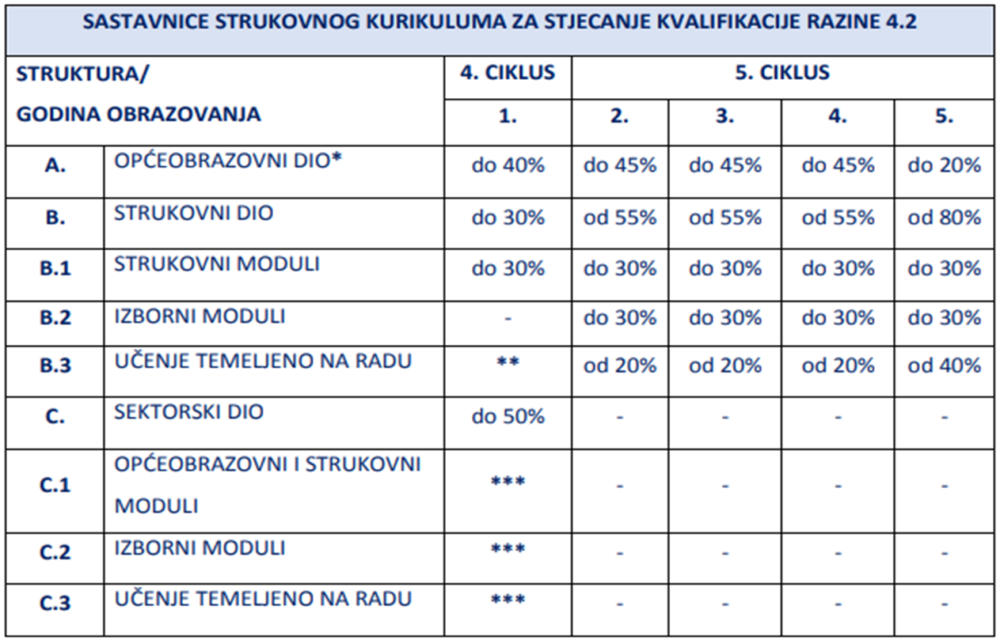 SASTAVNICE STRUKOVNOG KURIKULUMA ZA STJECANJE KVALIFIKACIJE RAZINE 4.2
STRUKTURA/ 4. CIKLUS 5. CIKLUS
GODINA OBRAZOVANJA 1. 2. 3. 4. 5.
A. OPĆEOBRAZOVNI DIO* do 40% do 45% do 45% do 45% do 20%
B. STRUKOVNI DIO do 30% od 55% od 55% od 55% od 80%
B.1 STRUKOVNI MODULI do 30% do 30% do 30% do 30% do 30%
B.2 IZBORNI MODULI - do 30% do 30% do 30% do 30%
B.3 UČENJE TEMELJENO NA RADU ** od 20% od 20% od 20% od 40%
C. SEKTORSKI DIO do 50% - - - -
C.1 OPĆEOBRAZOVNI I STRUKOVNI MODULI *** - - - -
C.2 IZBORNI MODULI *** - - - -
C.3 UČENJE TEMELJENO NA RADU *** - - - -